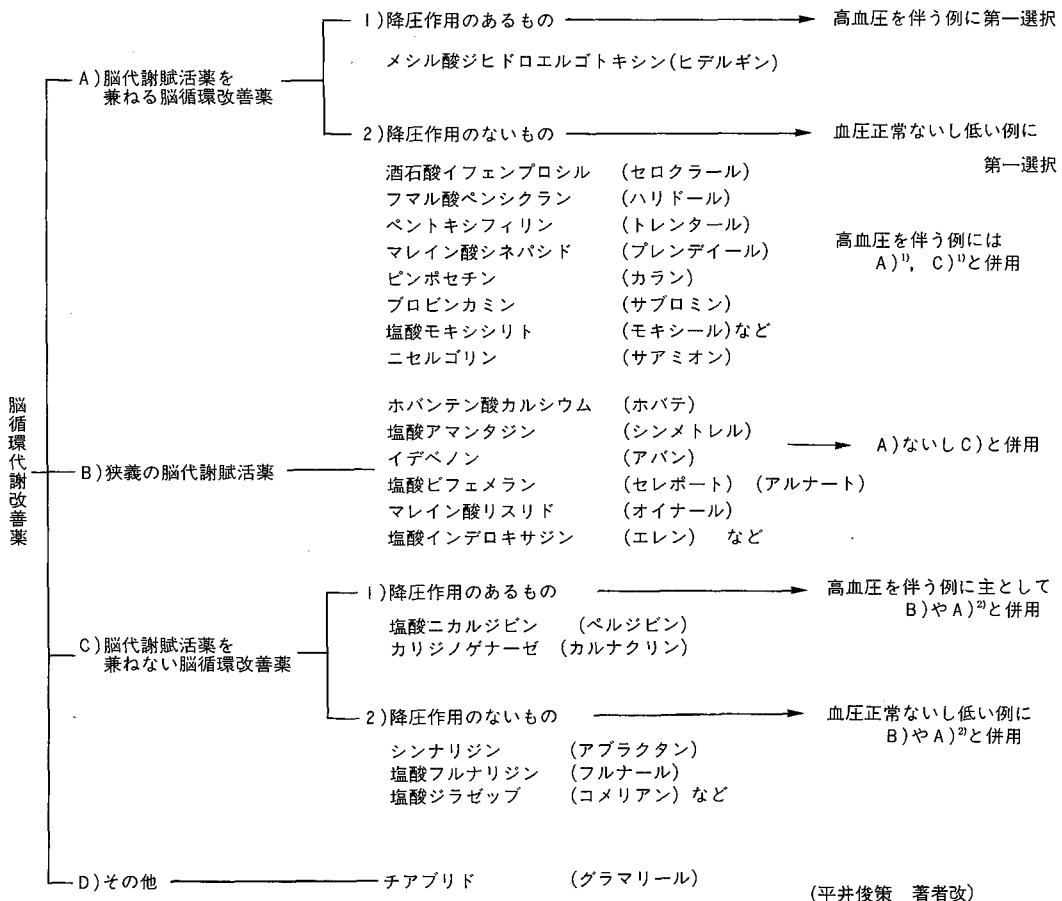 脳循環代謝改善薬
A)脳代謝賦活薬を
兼ねる脳循環改善薬
1)降圧作用のあるもの
高血圧を伴う例に第一選択
メシル酸ジヒドロエルゴトキシン(ヒデルギン)
2)降圧作用のないもの
血圧正常ないし低い例に
第一選択
酒石酸イフェンプロシル (セロクラール)
フマル酸ペンシクラン (ハリドール)
ペントキシフィリン (トレンタール)
マレイン酸シネパシド (ブレンデイール)
ピンポセチン (カラン)
ブロビンカミン (サブロミン)
塩酸モキシシリト (モキシール)など
ニセルゴリン (サアミオン)
高血圧を伴う例には
A)1), C)1)と併用
B)狭義の脳代謝賦活薬
ホバンテン酸カルシウム (ホバテ)
塩酸アマンタジン (シンメトレル)
イデベノン (アバン)
塩酸ビフェメラン (セレポート) (アルナート)
マレイン酸リスリド (オイナール)
塩酸インデロキサジン (エレン) など
A)ないしC)と併用
C)脳代謝賦活薬を
兼ねない脳循環改善薬
1)降圧作用のあるもの
高血圧を伴う例に主として
B)やA)2)と併用
塩酸ニカルジビン (ペルジビン)
カリジノゲナーゼ (カルナクリン)
2)降圧作用のないもの
血圧正常ないし低い例に
B)やA)2)と併用
シンナリジン (アブラクタン)
塩酸フルナリジン (フルナール)
塩酸ジラゼッブ (コメリアン) など
D)その他
チアブリド (グラマリール)
(平井俊策 著者改)